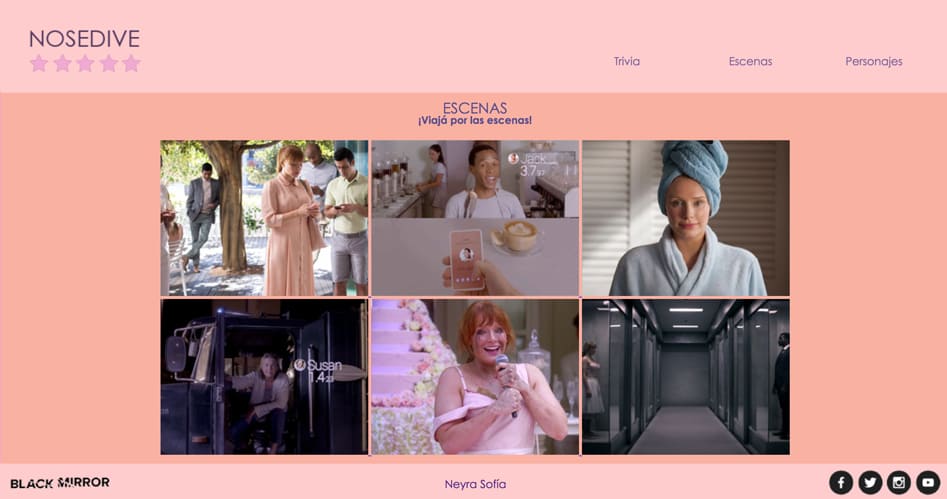 NOSEDIVE
Trivia
Escenas
Personajes
ESCENAS
¡Viajá por las escenas!
Jack
3.7
Susan
1.4
BLACK MIRROR
Neyra Sofía